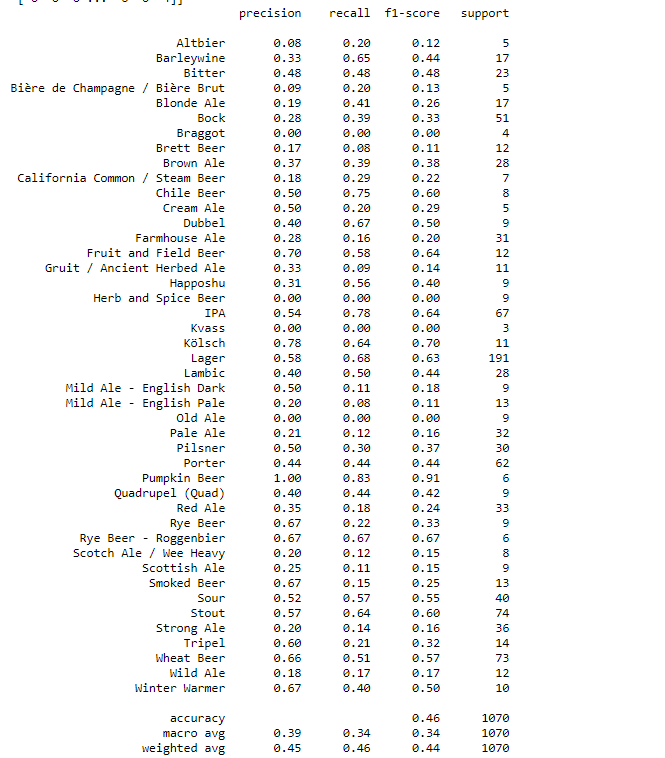 precision recall f1-score support
Altbier 0.08 0.20 0.12 5
Barleywine 0.33 0.65 0.44 17
Bitter 0.48 0.48 0.48 23
Bière de Champagne / Bière Brut 0.09 0.20 0.13 5
Blonde Ale 0.19 0.41 0.26 17
Bock 0.28 0.39 0.33 51
Braggot 0.00 0.00 0.00 4
Brett Beer 0.17 0.08 0.11 12
Brown Ale 0.37 0.39 0.38 28
California Common / Steam Beer 0.18 0.29 0.22 7
Chile Beer 0.50 0.75 0.60 8
Cream Ale 0.50 0.20 0.29 5
Dubbel 0.40 0.67 0.50 9
Farmhouse Ale 0.28 0.16 0.20 31
Fruit and Field Beer 0.70 0.58 0.64 12
Gruit / Ancient Herbed Ale 0.33 0.09 0.14 11
Happoshu 0.31 0.56 0.40 9
Herb and Spice Beer 0.00 0.00 0.00 9
IPA 0.54 0.78 0.64 67
Kvass 0.00 0.00 0.00 3
Kölsch 0.78 0.64 0.70 11
Lager 0.58 0.68 0.63 191
Lambic 0.40 0.50 0.44 28
Mild Ale - English Dark 0.50 0.11 0.18 9
Mild Ale - English Pale 0.20 0.08 0.11 13
Old Ale 0.00 0.00 0.00 9
Pale Ale 0.21 0.12 0.16 32
Pilsner 0.50 0.30 0.37 30
Porter 0.44 0.44 0.44 62
Pumpkin Beer 1.00 0.83 0.91 6
Quadrupel (Quad) 0.40 0.44 0.42 9
Red Ale 0.35 0.18 0.24 33
Rye Beer 0.67 0.22 0.33 9
Rye Beer - Roggenbier 0.67 0.67 0.67 6
Scotch Ale / Wee Heavy 0.20 0.12 0.15 8
Scottish Ale 0.25 0.11 0.15 9
Smoked Beer 0.67 0.15 0.25 13
Sour 0.52 0.57 0.55 40
Stout 0.57 0.64 0.60 74
Strong Ale 0.20 0.14 0.16 36
Tripel 0.60 0.21 0.32 14
Wheat Beer 0.66 0.51 0.57 73
Wild Ale 0.18 0.17 0.17 12
Winter Warmer 0.67 0.40 0.50 10
accuracy 0.46 1070
macro avg 0.39 0.34 0.34 1070
weighted avg 0.45 0.46 0.44 1070